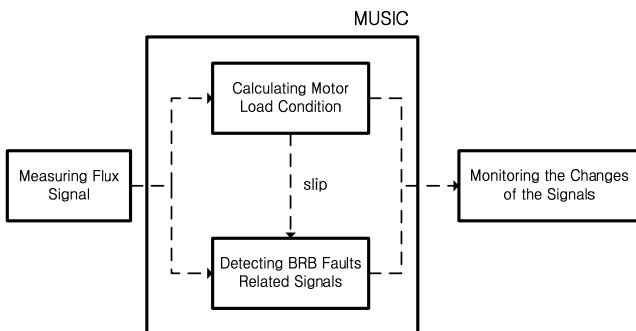 MUSIC
Calculating Motor
Load Condition
Measuring Flux
Signal
slip
Monitoring the Changes
of the Signals
Detecting BRB Faults
Related Signals